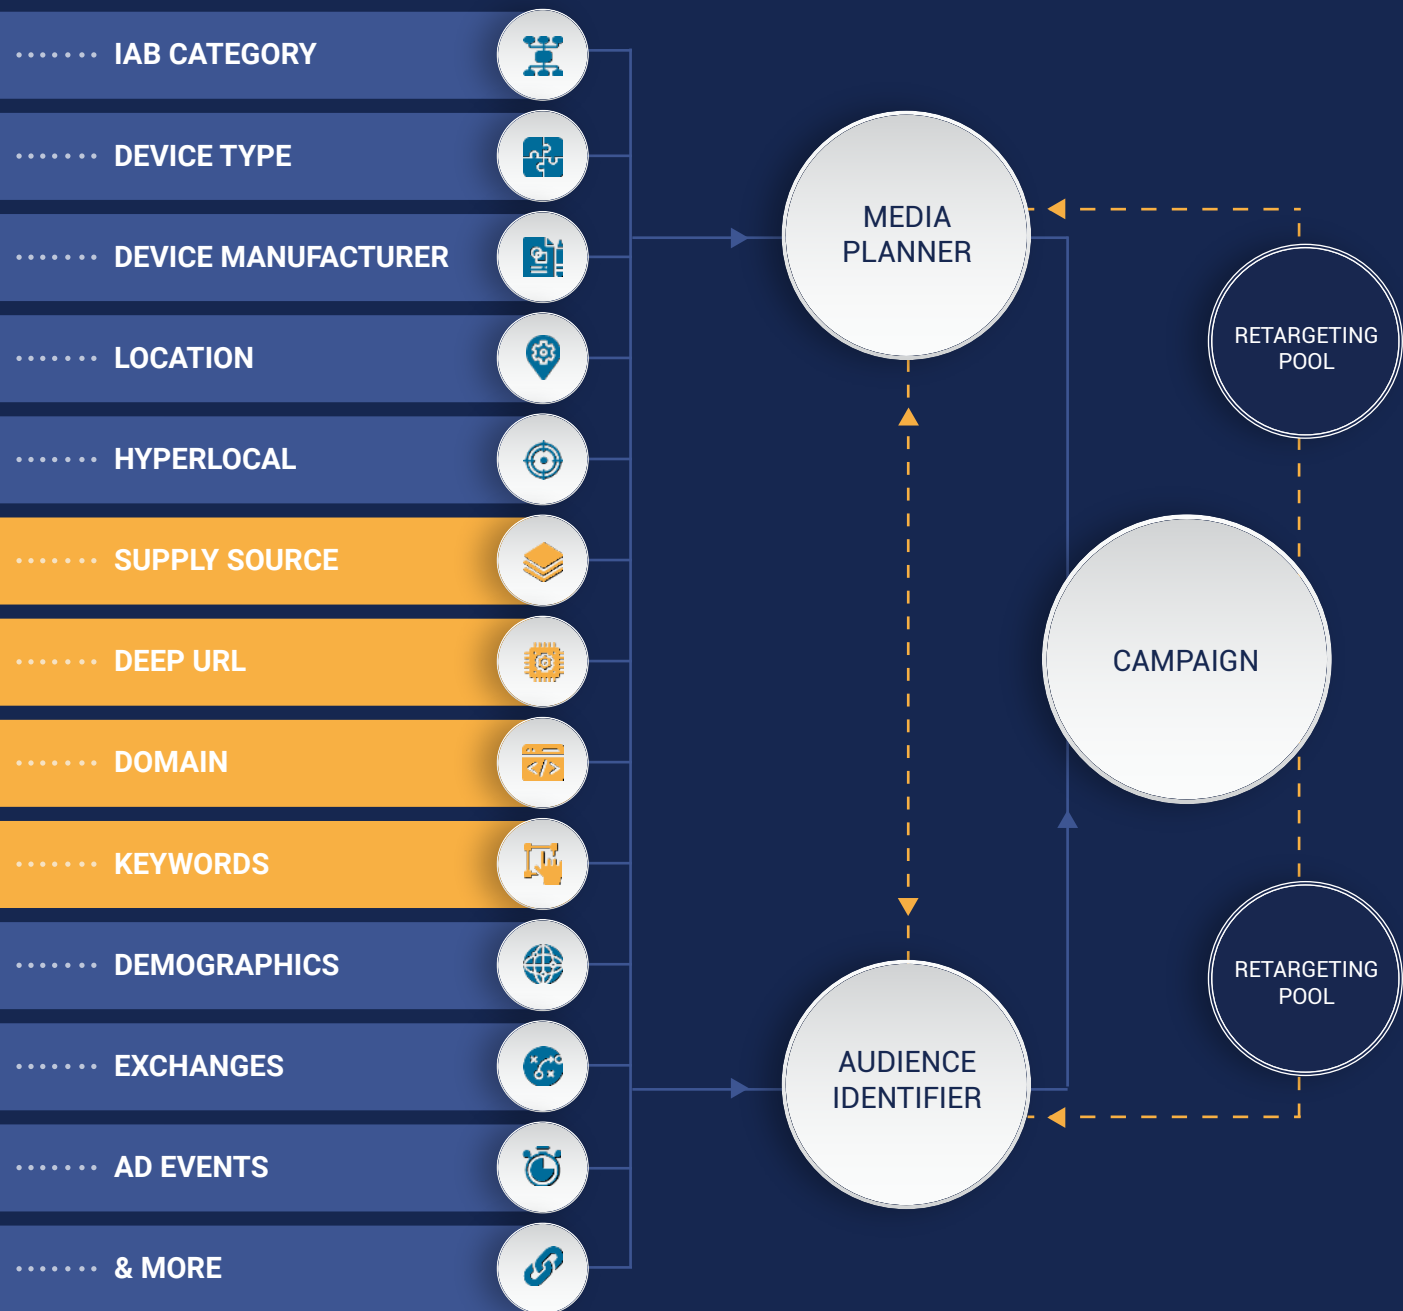 IAB CATEGORY
DEVICE TYPE
DEVICE MANUFACTURER
LOCATION
HYPERLOCAL
SUPPLY SOURCE
DEEP URL
DOMAIN
KEYWORDS
DEMOGRAPHICS
EXCHANGES
AD EVENTS
& MORE
MEDIA
PLANNER
RETARGETING
POOL
CAMPAIGN
RETARGETING
POOL
AUDIENCE
IDENTIFIER